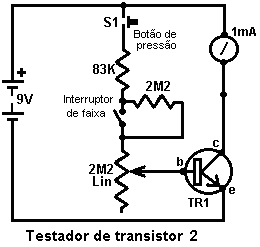 S1
Botão de
pressão
1mA
83K
2M2
9V
Interruptor
de faixa
2M2
Lin
c
b
e
TR1
Testador de transistor 2